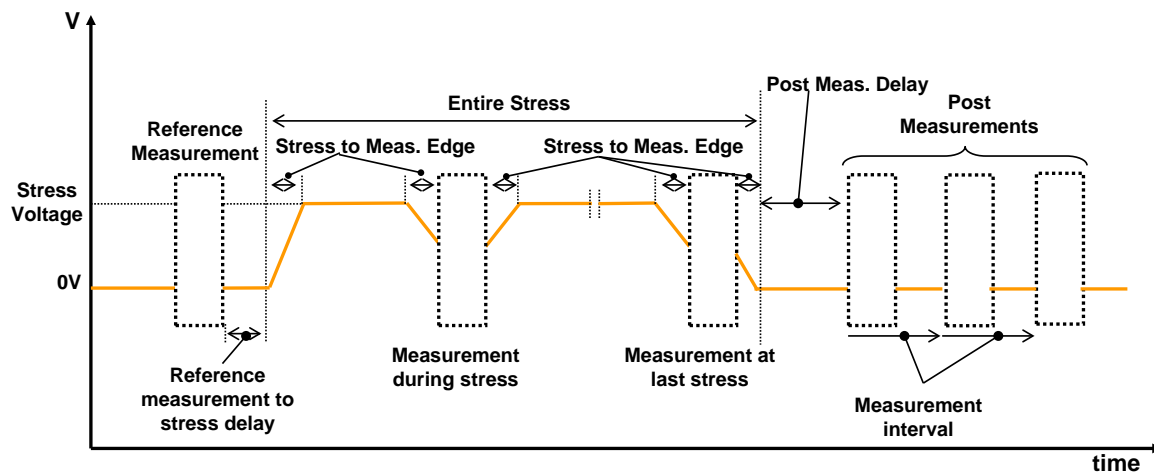 V
Post Meas. Delay
Entire Stress
Post
Measurements
Reference
Measurement
Stress to Meas. Edge
Stress to Meas. Edge
Stress
Voltage
0V
Reference
measurement to
stress delay
Measurement
during stress
Measurement at
last stress
Measurement
interval
time